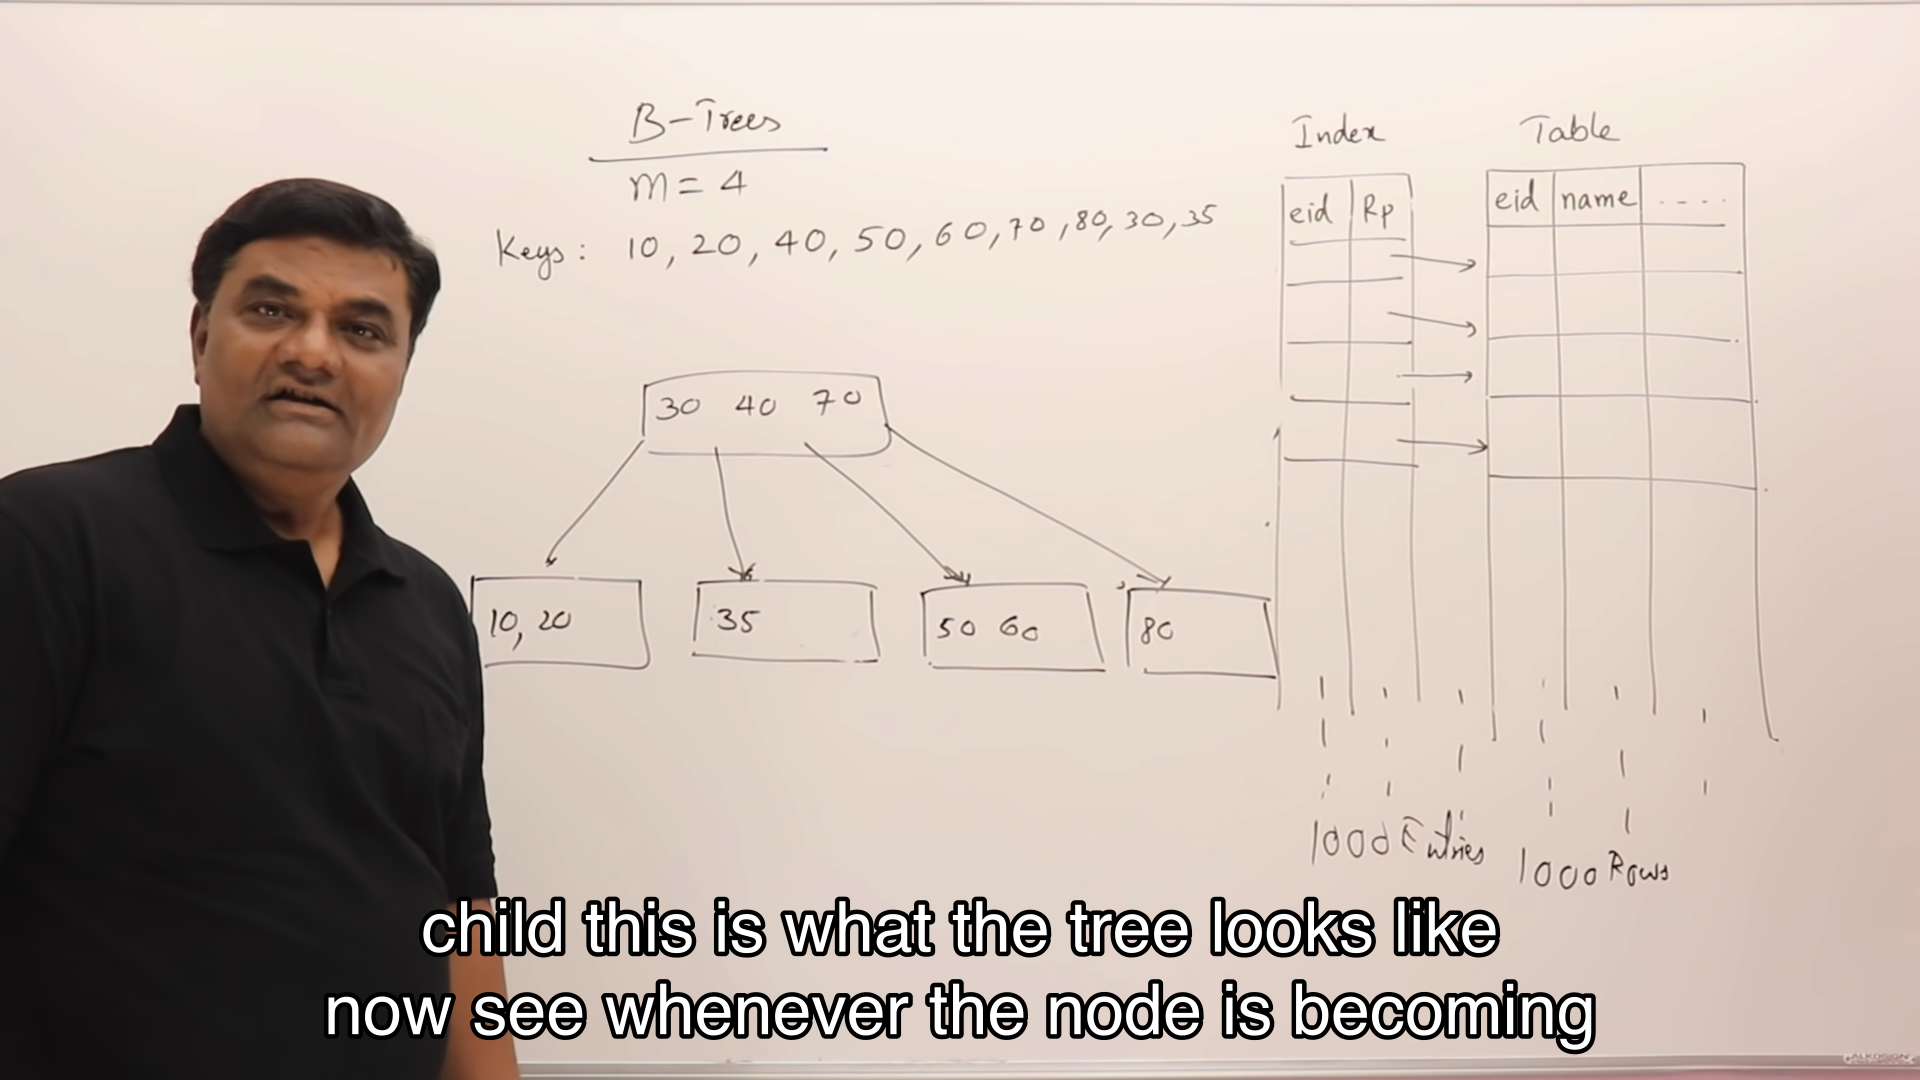 B-Trees
m = 4
Keys: 10, 20, 40, 50, 60, 70, 80, 30, 35
30 40 70
10, 20
35
50 60
80
Index
eid Rp
1000 Entries
Table
eid name ....
1000 Rows
child this is what the tree looks like
now see whenever the node is becoming